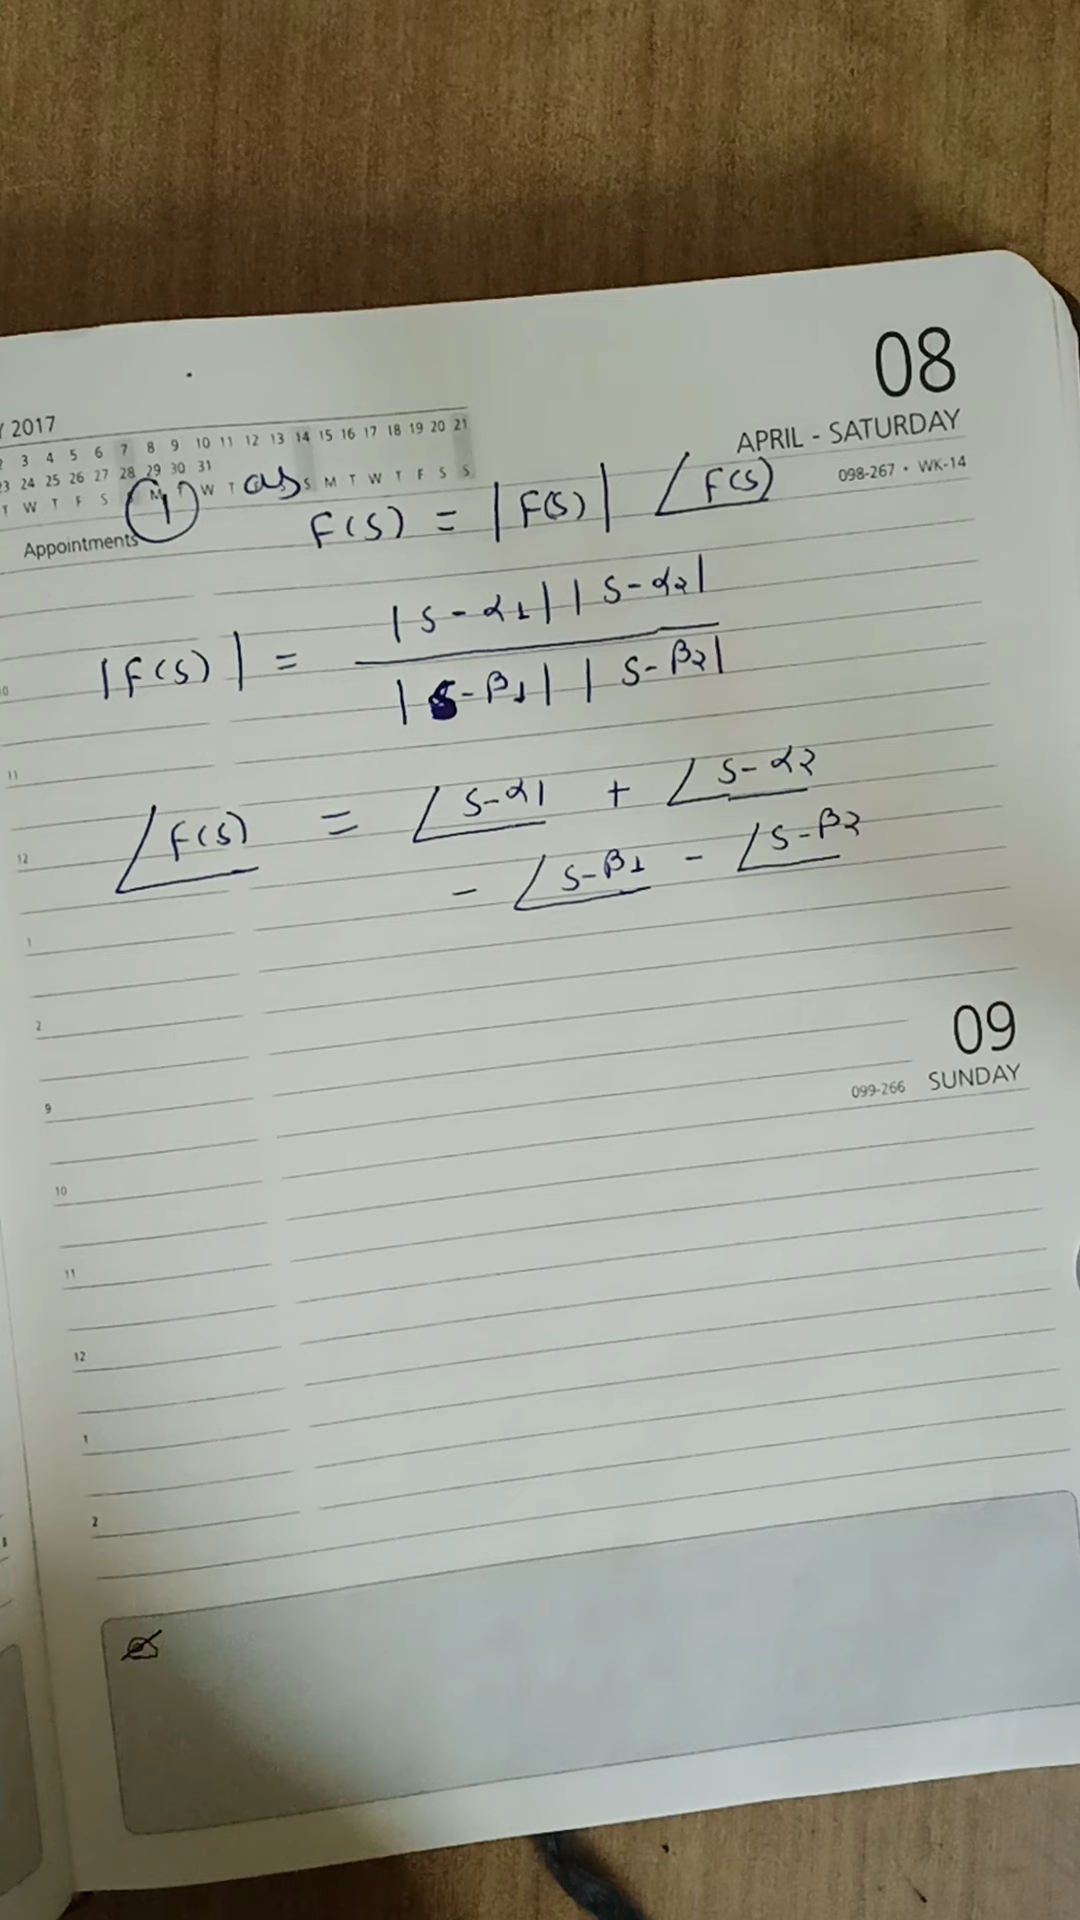 08
APRIL - SATURDAY
098-267 • WK-14
2017
3 4 5 6 7 8 9 10 11 12 13 14 15 16 17 18 19 20 21
23 24 25 26 27 28 29 30 31
T W T F S M T W T S M T W T F S S
Appointments
① as F(s) = |F(s)| ∠F(s)
|F(s)| = |s-α1| |s-α2|
|s-β1| | s-β2|
∠F(s) = ∠s-α1 + ∠s-α2
- ∠s-β1 - ∠s-β2
10
11
12
1
2
09
SUNDAY
099-266
9
10
11
12
1
2